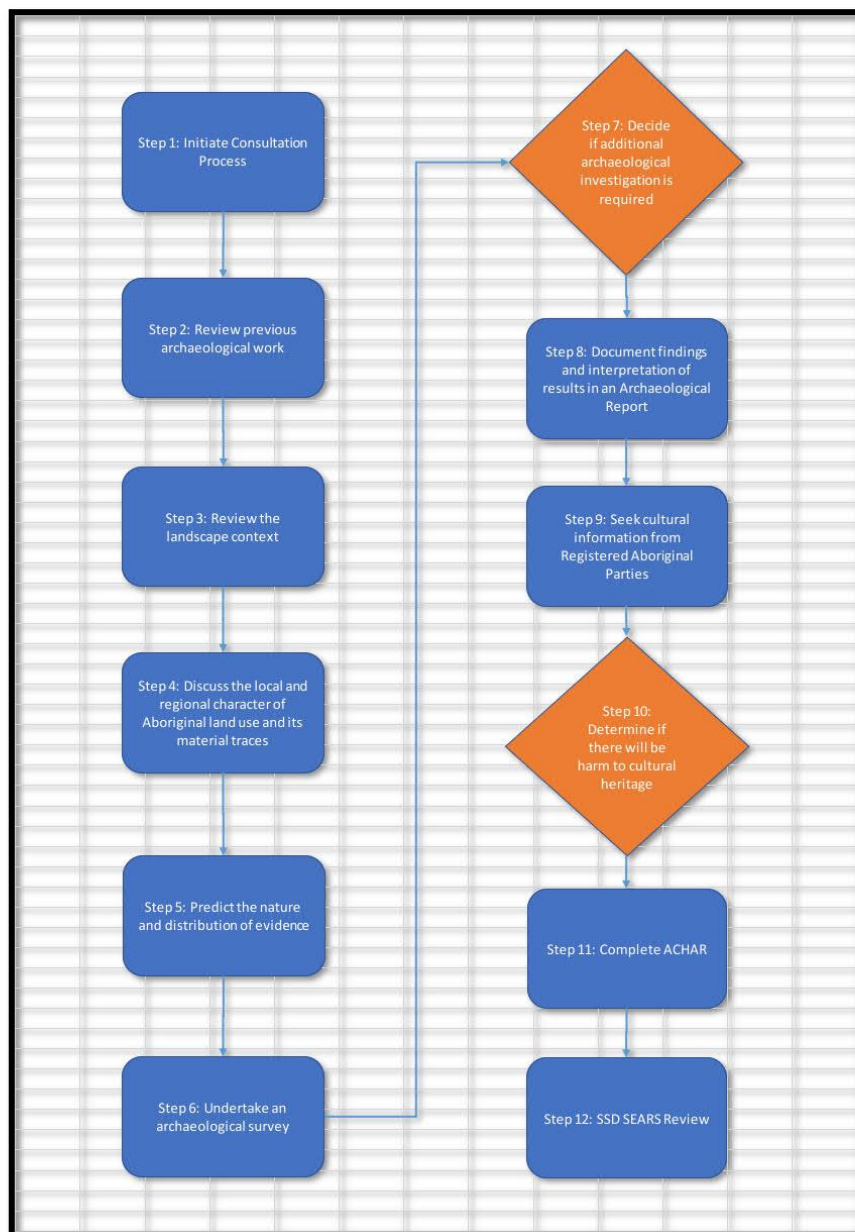 Step 1: Initiate Consultation
Process
Step 2: Review previous
archaeological work
Step 3: Review the
landscape context
Step 4: Discuss the local and
regional character of
Aboriginal land use and its
material traces
Step 5: Predict the nature
and distribution of evidence
Step 6: Undertake an
archaeological survey
Step 7: Decide
if additional
archaeological
investigation is
required
Step 8: Document findings
and interpretation of
results in an Archaeological
Report
Step 9: Seek cultural
information from
Registered Aboriginal
Parties
Step 10:
Determine if
there will be
harm to cultural
heritage
Step 11: Complete ACHAR
Step 12: SSD SEARS Review